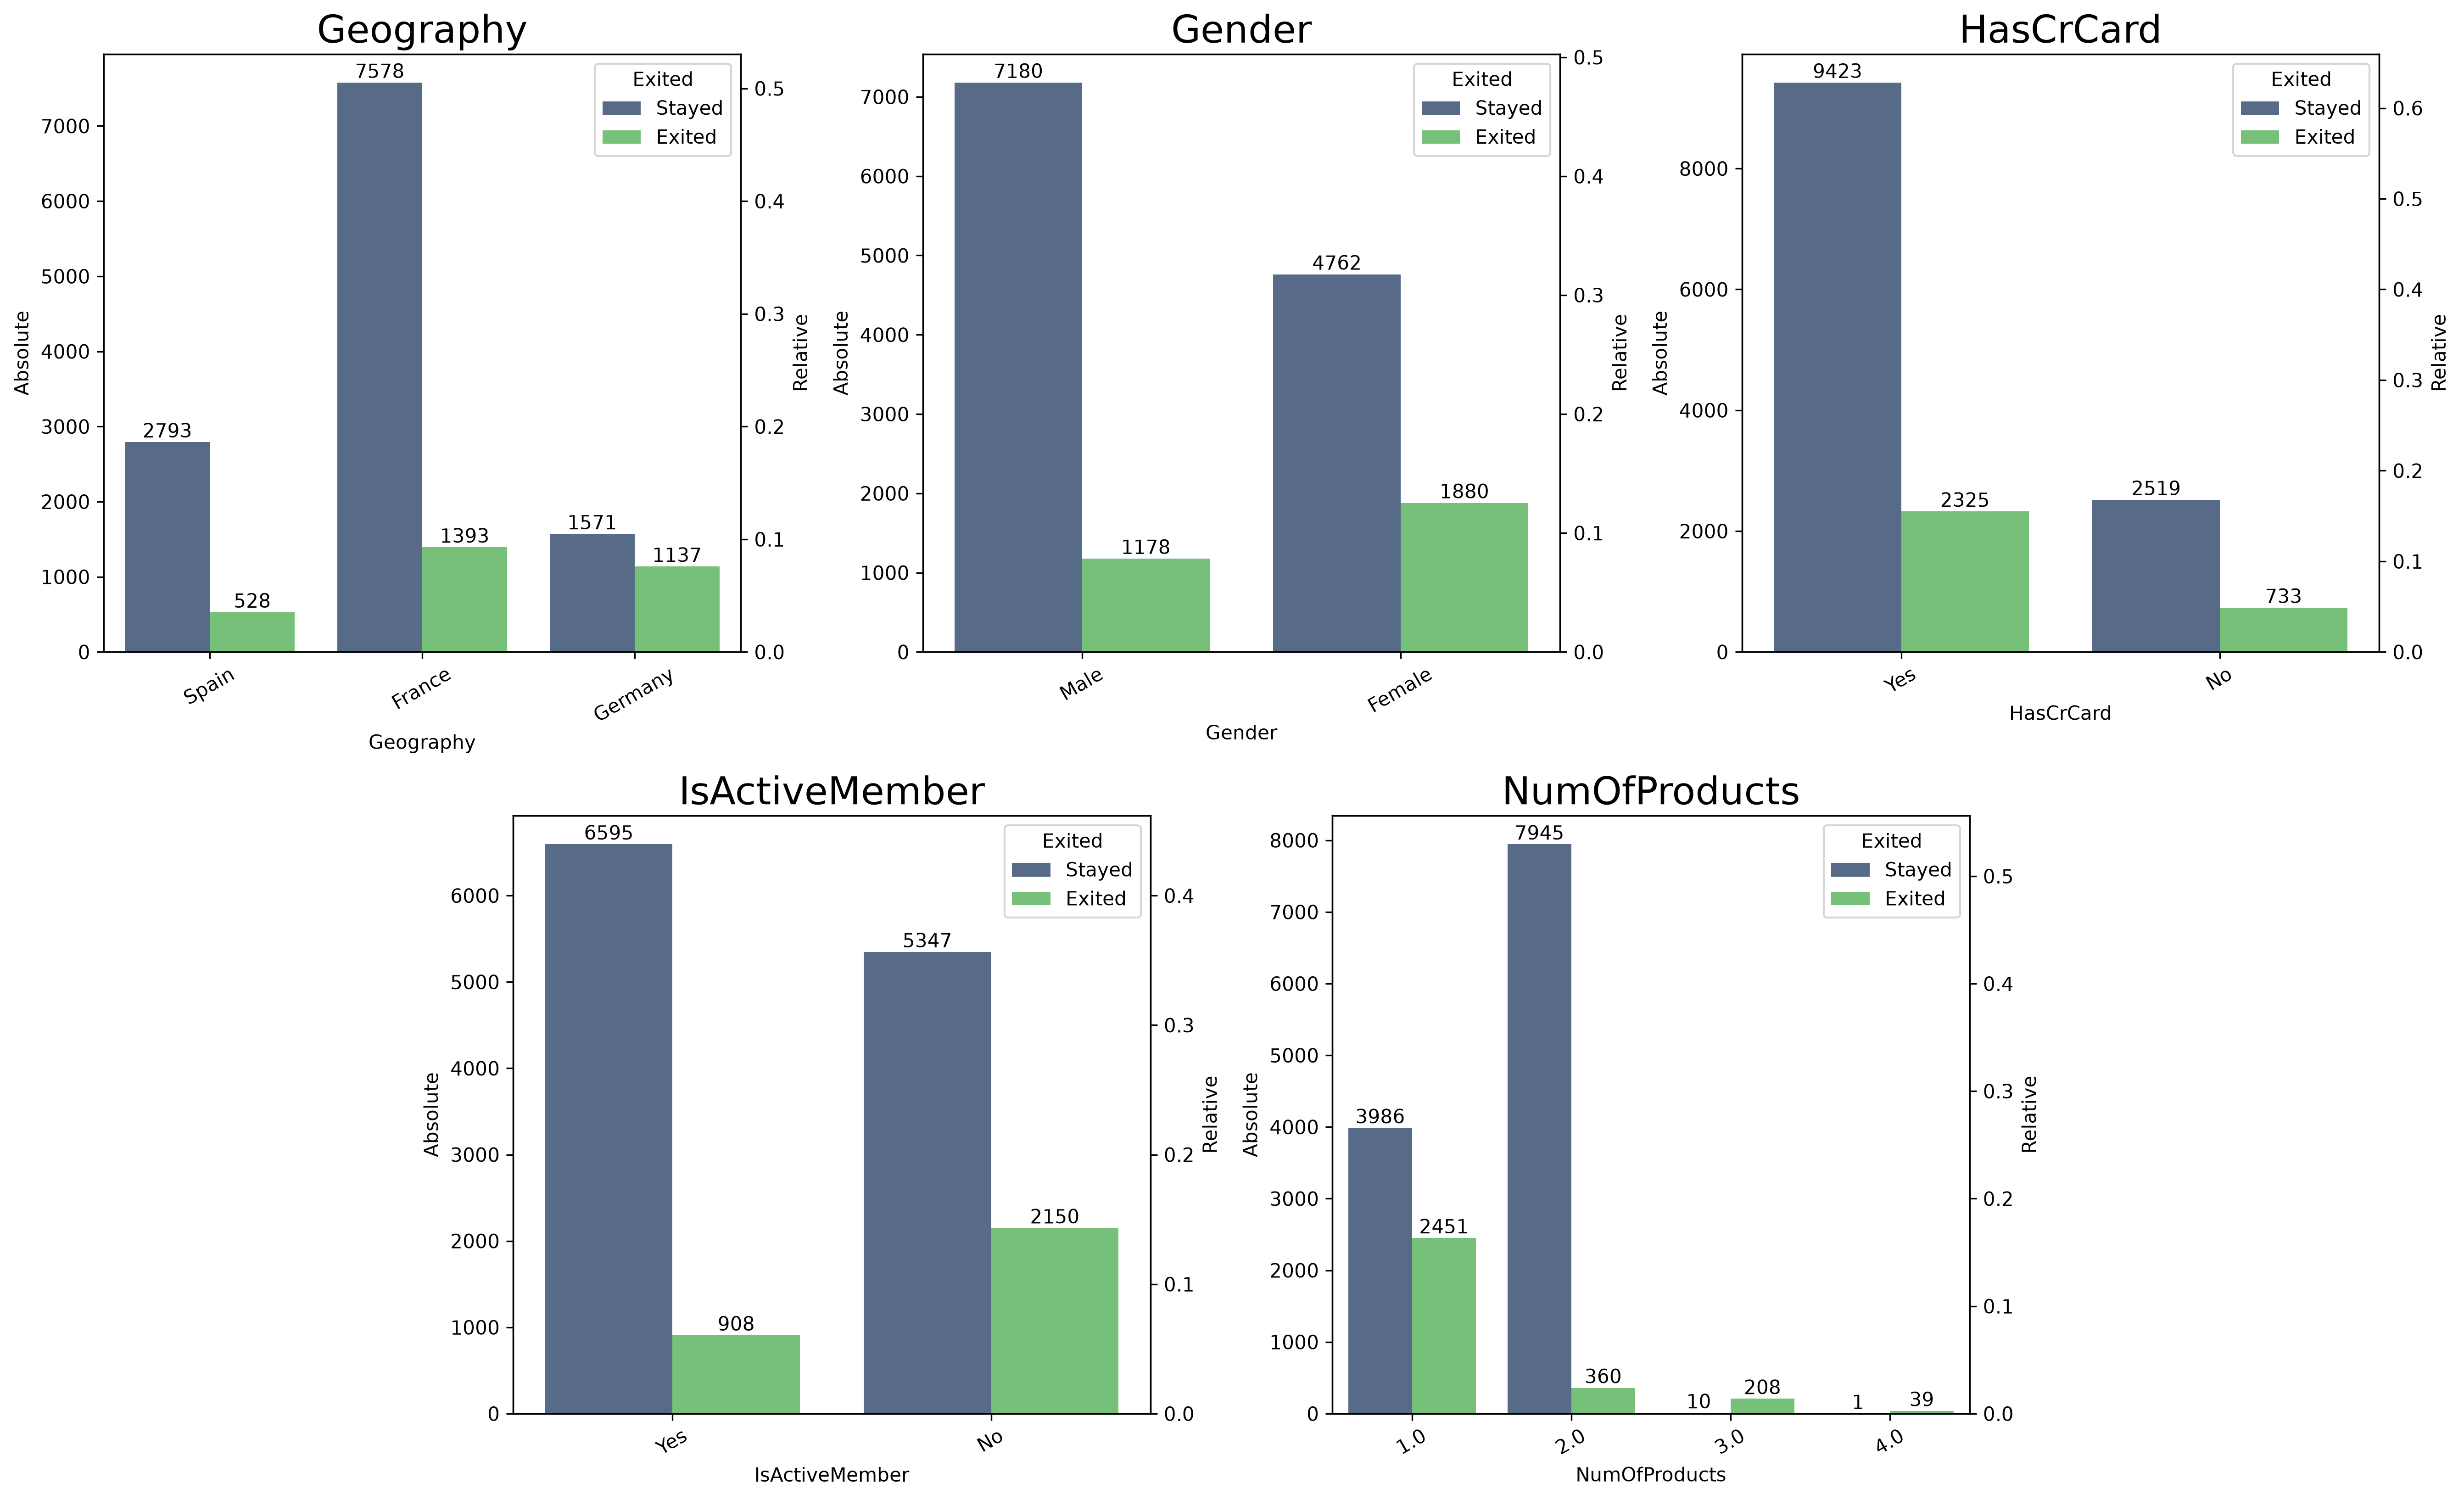 Geography
7578
2793
1393
1571
1137
528
Exited
Stayed
Exited
7000
6000
5000
4000
3000
2000
1000
0
Absolute
0.5
0.4
0.3
0.2
0.1
0.0
Relative
Spain
France
Germany
Geography
Gender
7180
4762
1178
1880
Exited
Stayed
Exited
7000
6000
5000
4000
3000
2000
1000
0
Absolute
0.5
0.4
0.3
0.2
0.1
0.0
Relative
Male
Female
Gender
HasCrCard
9423
2325
2519
733
Exited
Stayed
Exited
8000
6000
4000
2000
0
Absolute
0.6
0.5
0.4
0.3
0.2
0.1
0.0
Relative
Yes
No
HasCrCard
IsActiveMember
6595
908
5347
2150
Exited
Stayed
Exited
6000
5000
4000
3000
2000
1000
0
Absolute
0.4
0.3
0.2
0.1
0.0
Relative
Yes
No
IsActiveMember
NumOfProducts
7945
3986
2451
360
10
208
1
39
Exited
Stayed
Exited
8000
7000
6000
5000
4000
3000
2000
1000
0
Absolute
0.5
0.4
0.3
0.2
0.1
0.0
Relative
1.0
2.0
3.0
4.0
NumOfProducts